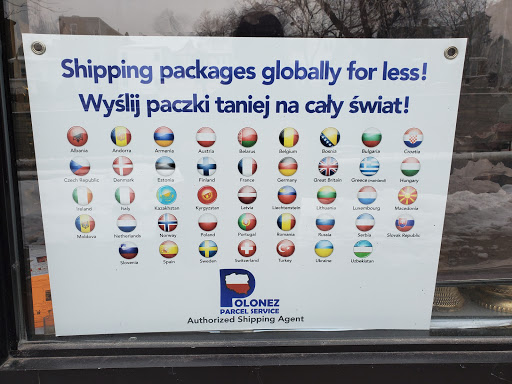 Shipping packages globally for less!
Wyślij paczki taniej na cały świat!
Albania Andorra Armenia Austria Belarus Belgium Bosnia Bulgaria Croatia
Czech Republic Denmark Estonia Finland France Germany Great Britain Greece (mainland) Hungary
Ireland Italy Kazakhstan Kyrgyzstan Latvia Liechtenstein Lithuania Luxembourg Macedonia
Moldova Netherlands Norway Poland Portugal Romania Russia Serbia Slovak Republic
Slovenia Spain Sweden Switzerland Turkey Ukraine Uzbekistan
POLONEZ
PARCEL SERVICE
Authorized Shipping Agent